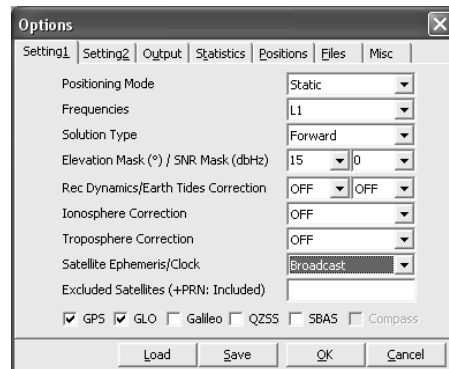 Options
Setting1 Setting2 Output Statistics Positions Files Misc
Positioning Mode Static
Frequencies L1
Solution Type Forward
Elevation Mask (°) / SNR Mask (dbHz) 15 0
Rec Dynamics/Earth Tides Correction OFF OFF
Ionosphere Correction OFF
Troposphere Correction OFF
Satellite Ephemeris/Clock Broadcast
Excluded Satellites (+PRN: Included)
GPS GLO Galileo QZSS SBAS Compass
Load Save OK Cancel